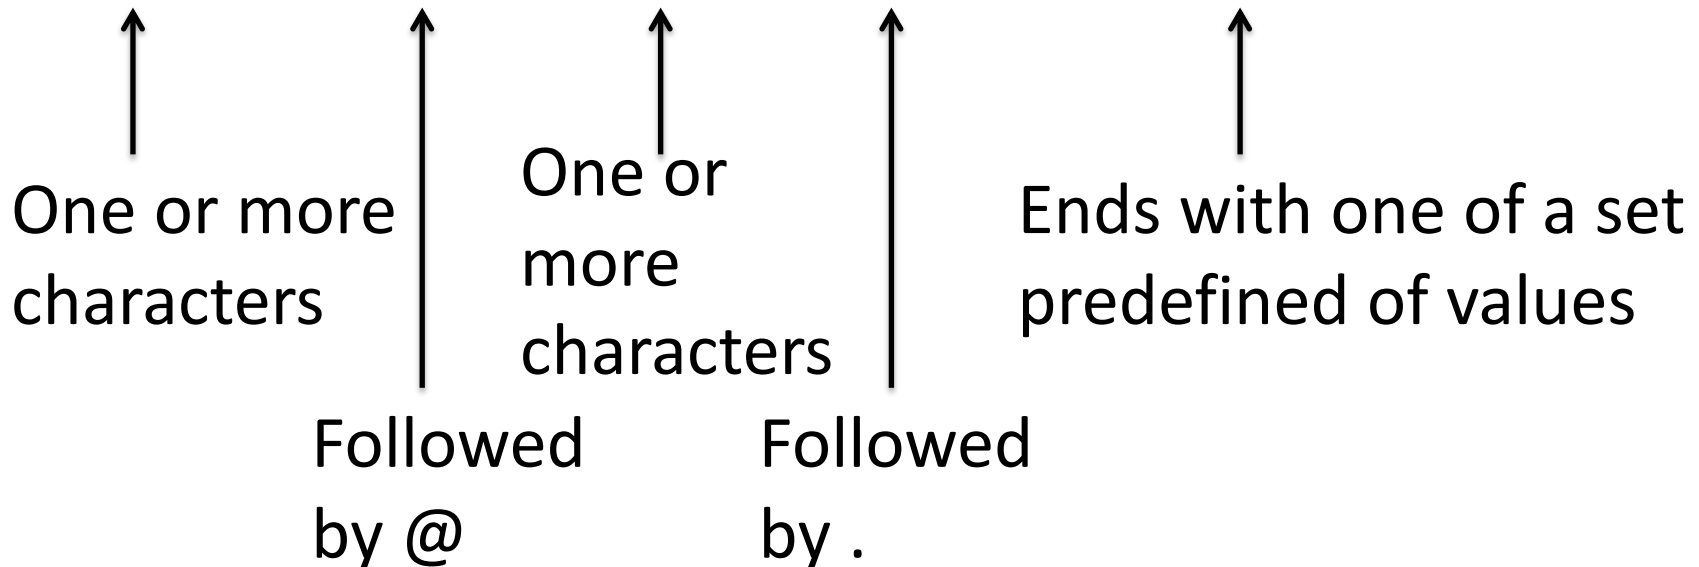 One or more
characters
Followed
by @
One or
more
characters
Followed
by .
Ends with one of a set
predefined of values